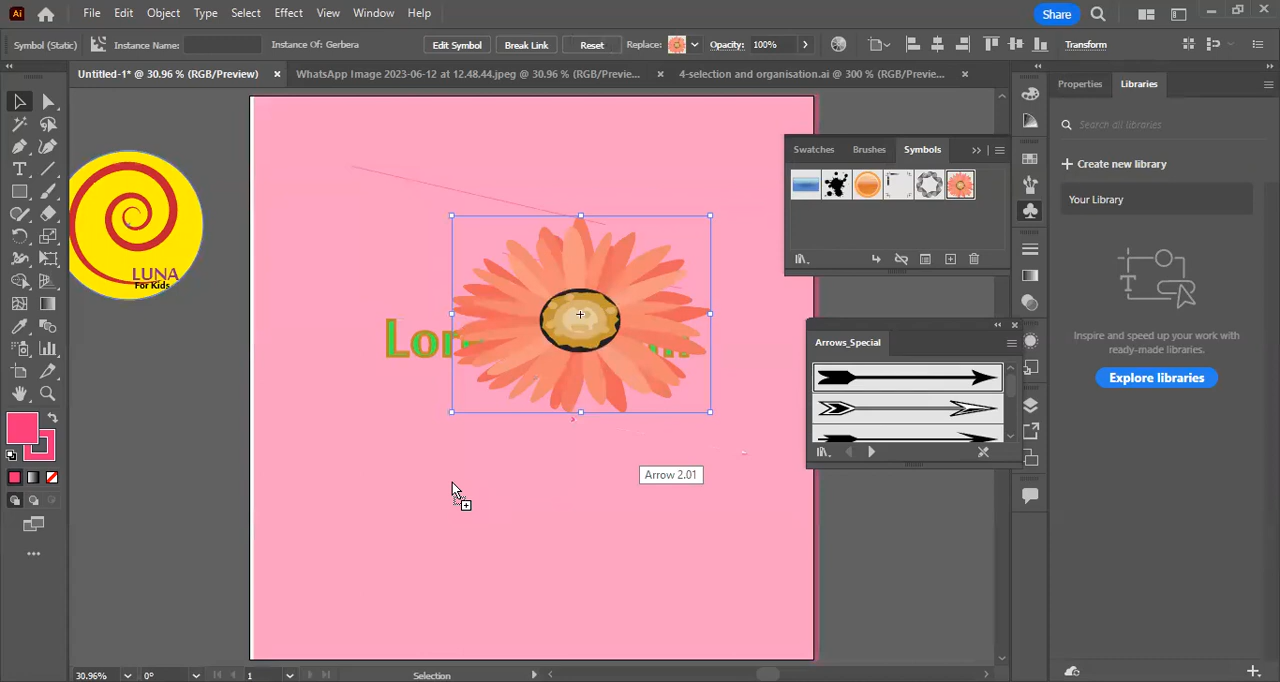 Ai File Edit Object Type Select Effect View Window Help Share
Symbol (Static) Instance Name: Instance Of: Gerbera Edit Symbol Break Link Reset Replace: Opacity: 100% Transform
Untitled-1* @ 30.96 % (RGB/Preview) WhatsApp Image 2023-06-12 at 12.48.44.jpeg @ 30.96 % (RGB/Previe... 4-selection and organisation.ai @ 300 % (RGB/Previe...
Properties Libraries
Search all libraries
Swatches Brushes Symbols
Create new library
Your Library
LUNA
For Kids
Arrows_Special
Inspire and speed up your work with
ready-made libraries.
Explore libraries
Arrow 2.01
30.96% 0° 1 Selection